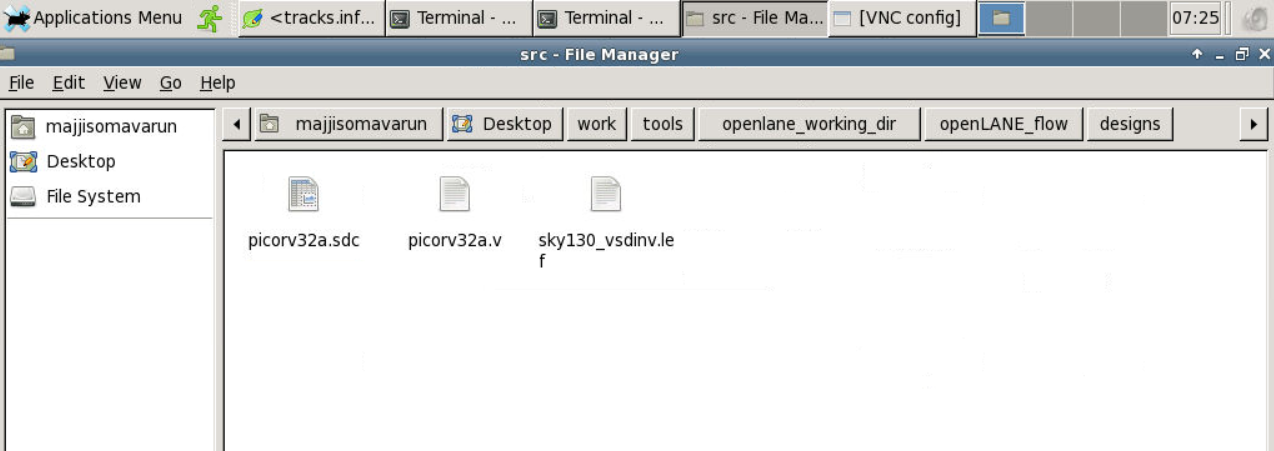 Applications Menu <tracks.inf... Terminal - ... Terminal - ... src - File Ma... [VNC config] 07:25
src - File Manager
File Edit View Go Help
majjisomavarun
Desktop
File System
majjisomavarun Desktop work tools openlane_working_dir openLANE_flow designs
picorv32a.sdc picorv32a.v sky130_vsdinv.le
f